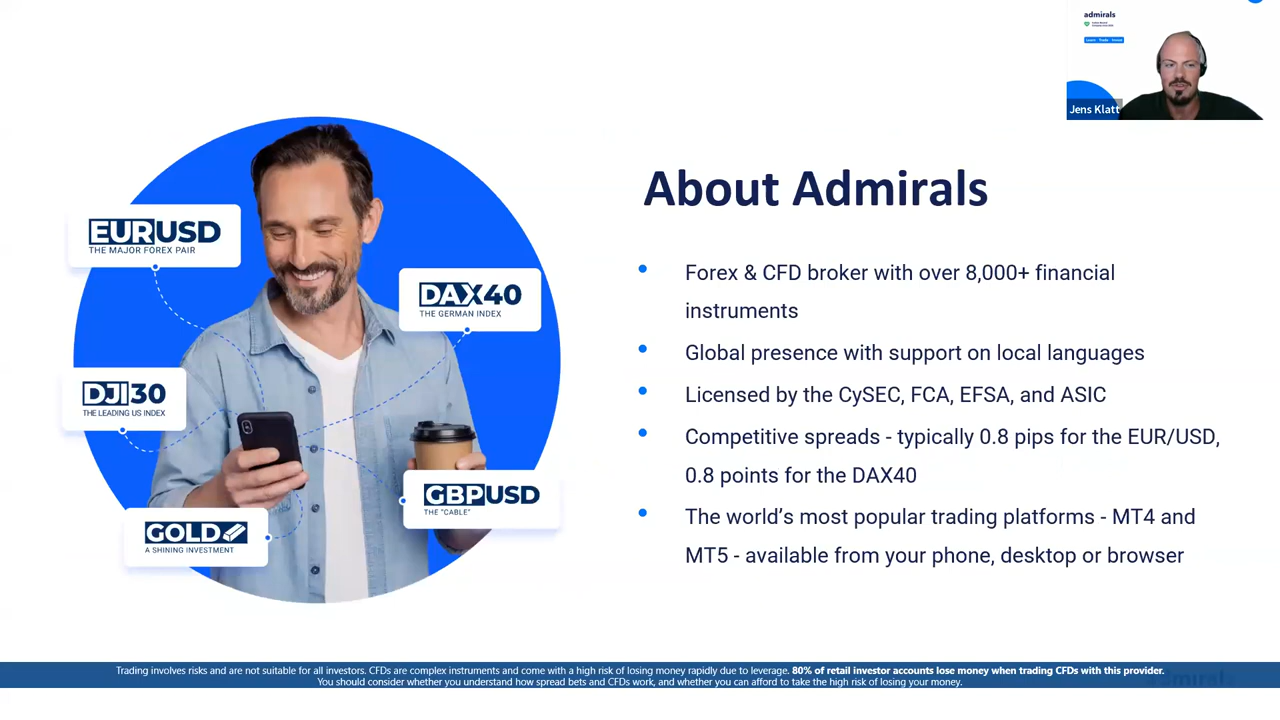 admirals
Jens Klatt
About Admirals
EURUSD
THE MAJOR FOREX PAIR
DAX40
THE GERMAN INDEX
DJI30
THE LEADING US INDEX
GBPUSD
THE "CABLE"
GOLD
A SHINING INVESTMENT
Forex & CFD broker with over 8,000+ financial
instruments
Global presence with support on local languages
Licensed by the CySEC, FCA, EFSA, and ASIC
Competitive spreads - typically 0.8 pips for the EUR/USD,
0.8 points for the DAX40
The world’s most popular trading platforms - MT4 and
MT5 - available from your phone, desktop or browser
Trading involves risks and are not suitable for all investors. CFDs are complex instruments and come with a high risk of losing money rapidly due to leverage. 80% of retail investor accounts lose money when trading CFDs with this provider.
You should consider whether you understand how spread bets and CFDs work, and whether you can afford to take the high risk of losing your money.